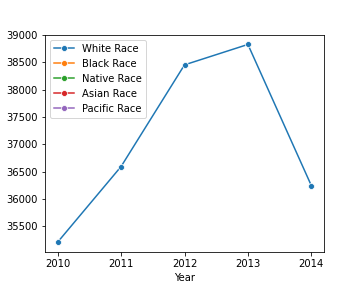 39000
38500
38000
37500
37000
36500
36000
35500
White Race
Black Race
Native Race
Asian Race
Pacific Race
2010 2011 2012 2013 2014
Year